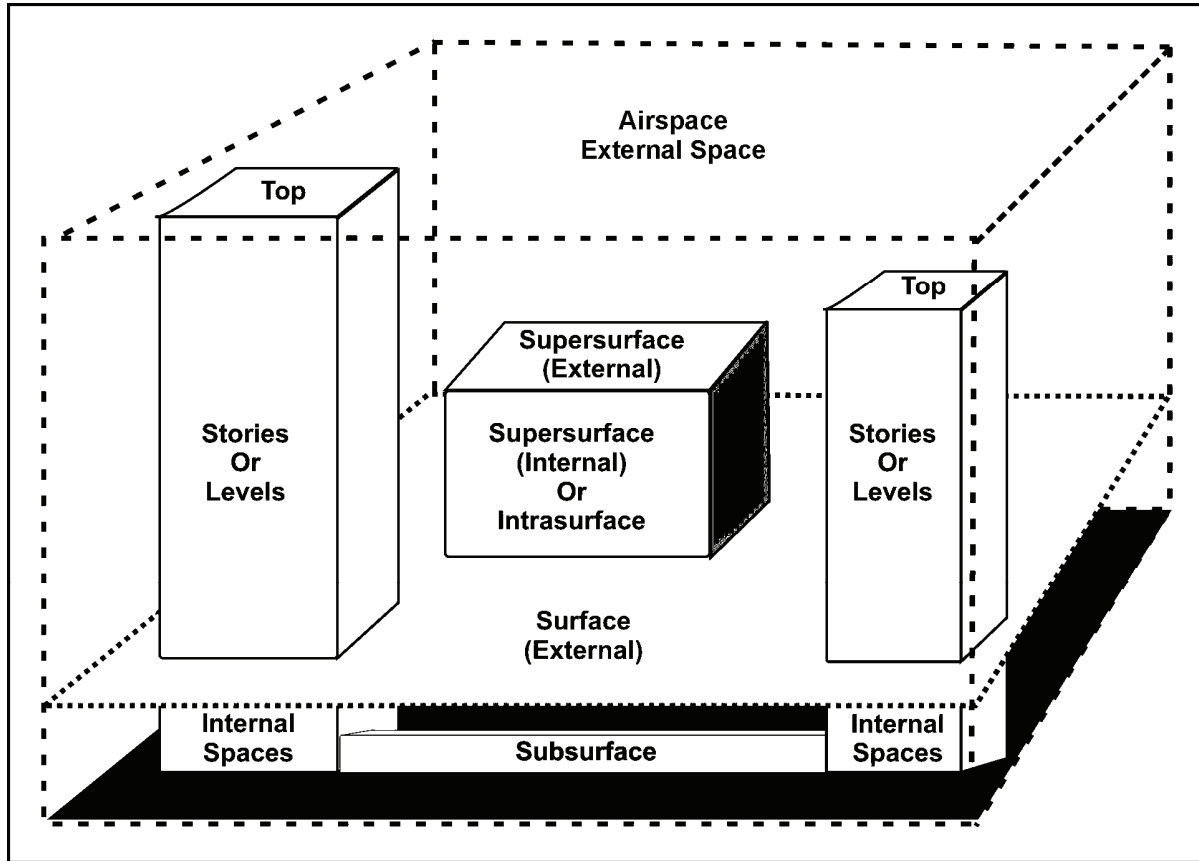 Airspace
External Space
Top
Top
Supersurface
(External)
Stories
Or
Levels
Supersurface
(Internal)
Or
Intrasurface
Stories
Or
Levels
Surface
(External)
Internal
Spaces
Subsurface
Internal
Spaces